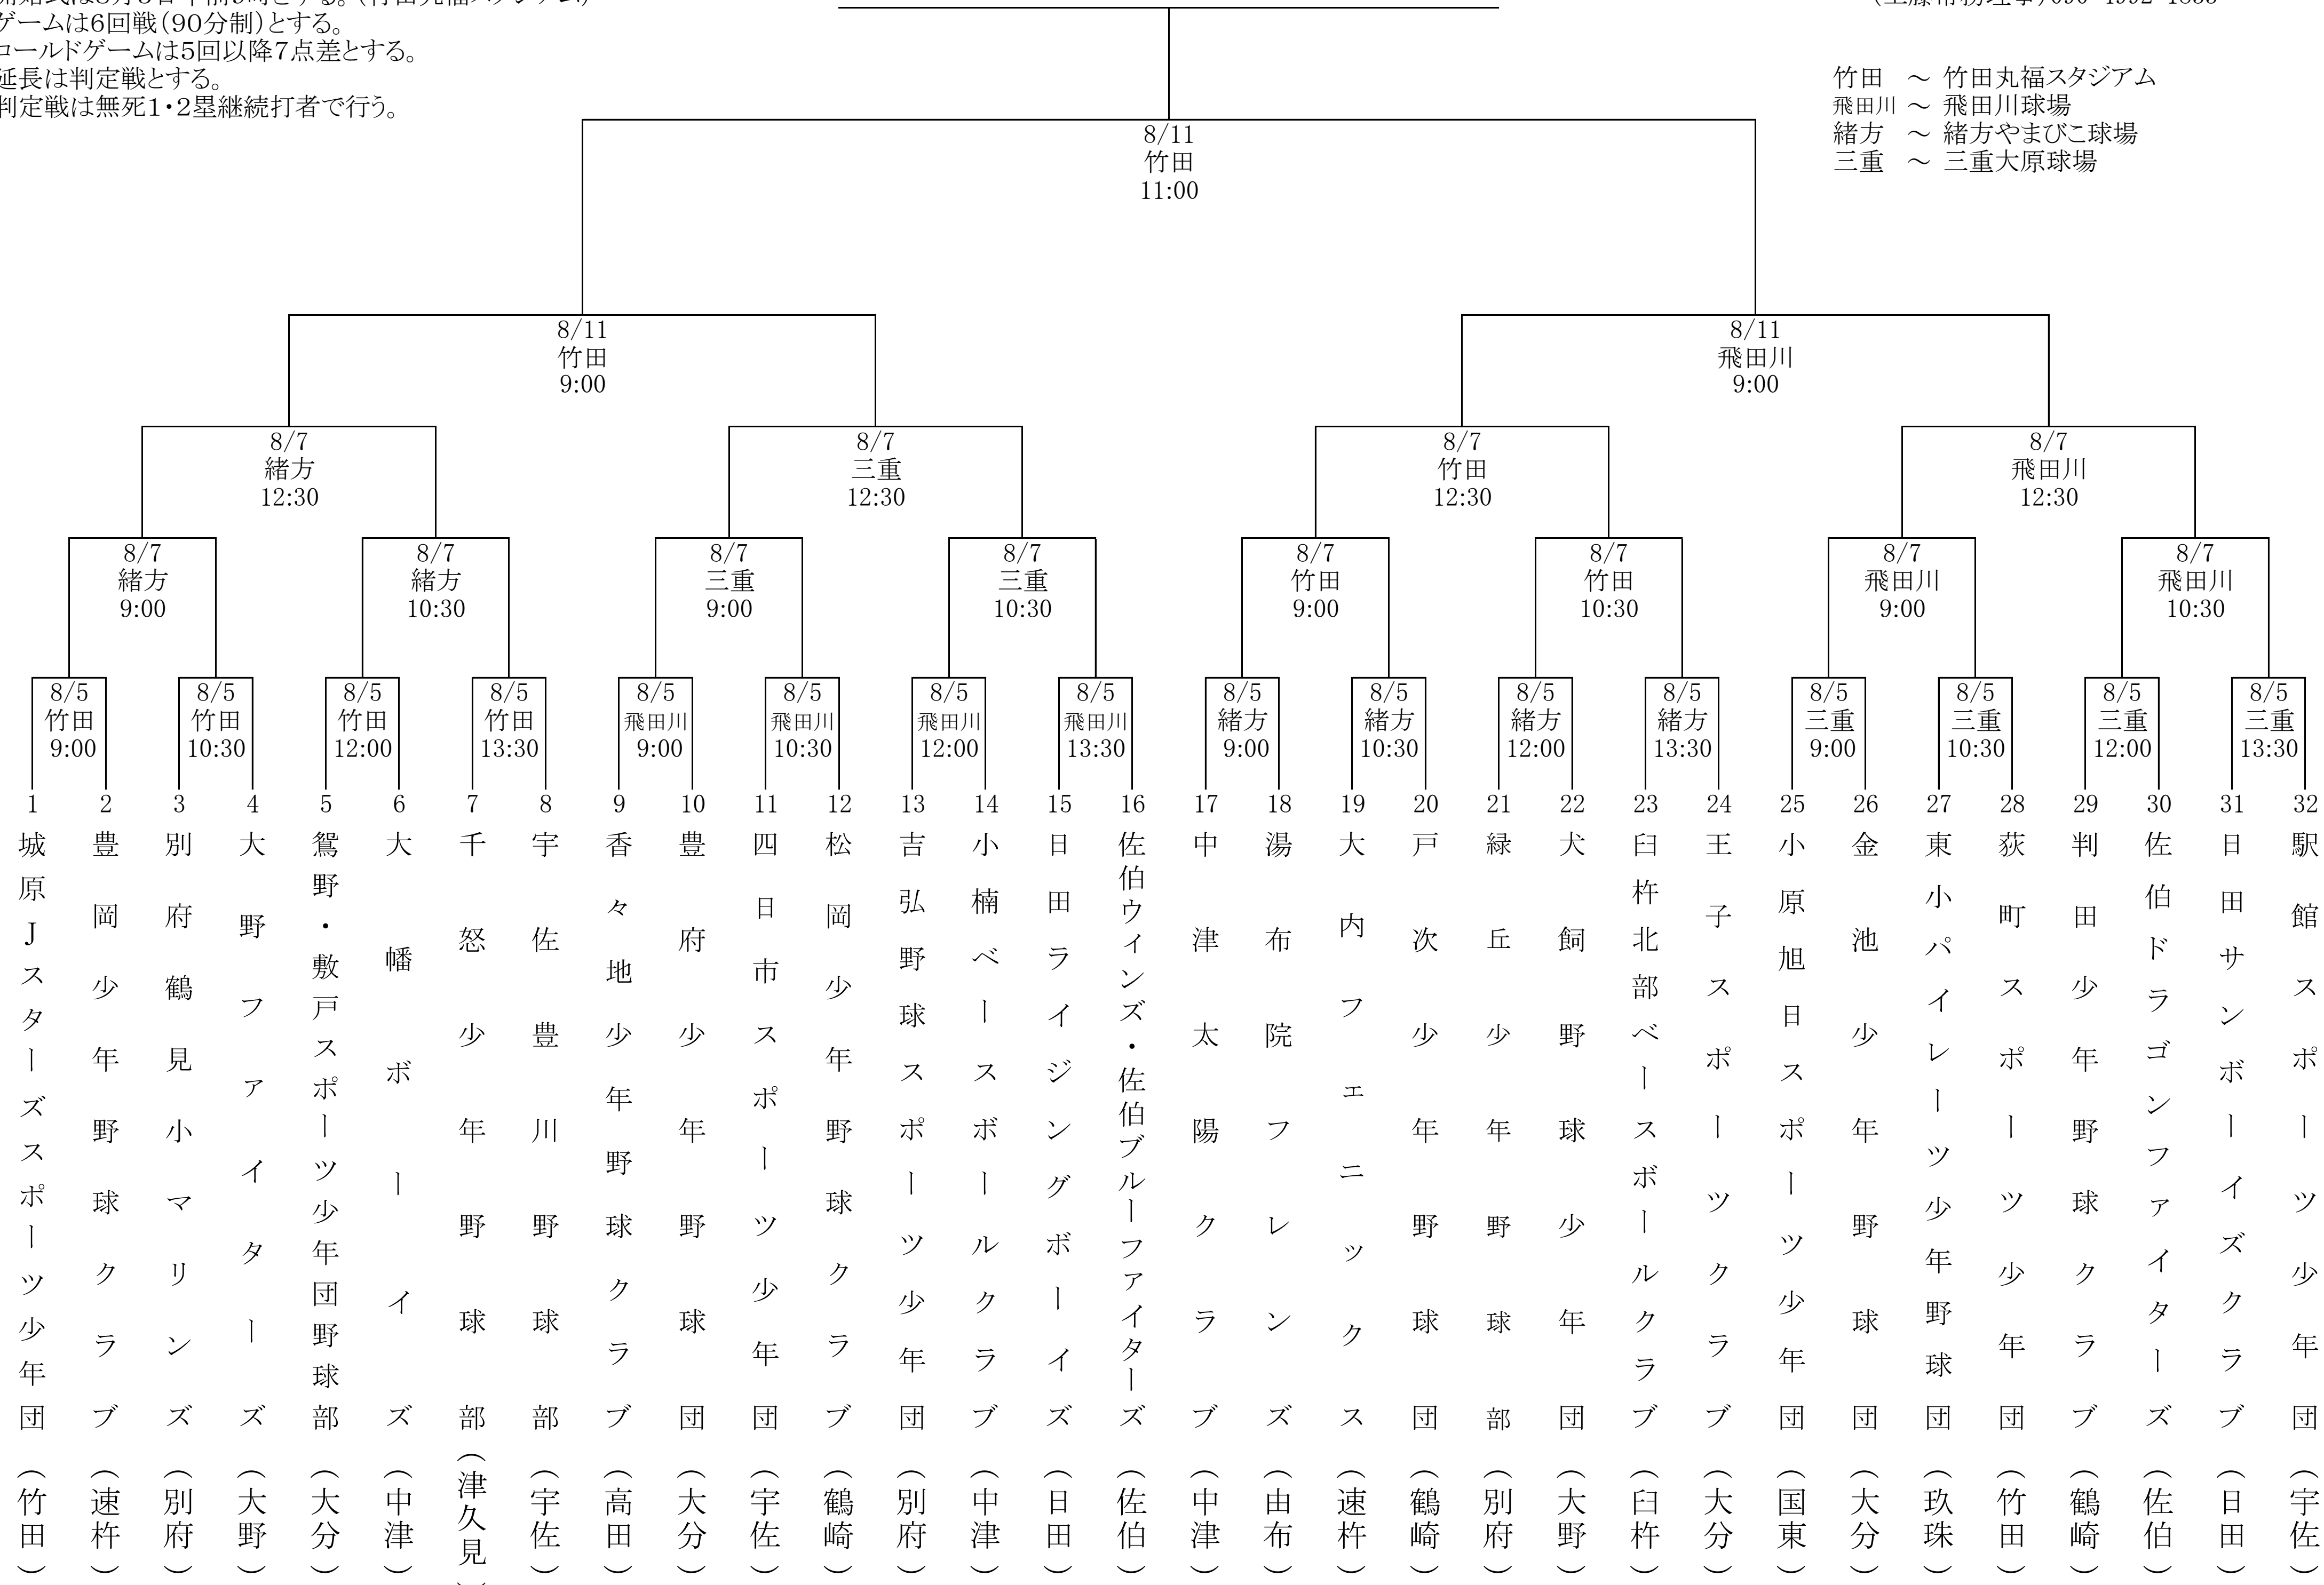 ゲームは6回戦（90分制）とする。
コールドゲームは5回以降7点差とする。
延長は判定戦とする。
判定戦は無死1・2塁継続打者で行う。
竹田 ～ 竹田丸福スタジアム
飛田川 ～ 飛田川球場
緒方 ～ 緒方やまびこ球場
三重 ～ 三重大原球場
8/11
竹田
11:00
8/11
竹田
9:00
8/11
飛田川
9:00
8/7
緒方
12:30
8/7
三重
12:30
8/7
竹田
12:30
8/7
飛田川
12:30
8/7
緒方
9:00
8/7
緒方
10:30
8/7
三重
9:00
8/7
三重
10:30
8/7
竹田
9:00
8/7
竹田
10:30
8/7
飛田川
9:00
8/7
飛田川
10:30
8/5
竹田
9:00
8/5
竹田
10:30
8/5
竹田
12:00
8/5
竹田
13:30
8/5
飛田川
9:00
8/5
飛田川
10:30
8/5
飛田川
12:00
8/5
飛田川
13:30
8/5
緒方
9:00
8/5
緒方
10:30
8/5
緒方
12:00
8/5
緒方
13:30
8/5
三重
9:00
8/5
三重
10:30
8/5
三重
12:00
8/5
三重
13:30
1 城原Jスターズスポーツ少年団（竹田）
2 豊岡少年野球クラブ（速杵）
3 別府鶴見小マリンズ（別府）
4 大野ファイターズ（大野）
5 鴛野・敷戸スポーツ少年団野球部（大分）
6 大幡ボーイズ（中津）
7 千怒少年野球部（津久見）
8 宇佐豊川野球部（宇佐）
9 香々地少年野球クラブ（高田）
10 豊府少年野球団（大分）
11 四日市スポーツ少年団（宇佐）
12 松岡少年野球クラブ（鶴崎）
13 吉弘野球スポーツ少年団（別府）
14 小楠ベースボールクラブ（中津）
15 日田ライジングボーイズ（日田）
16 佐伯ウィンズ・佐伯ブルーファイターズ（佐伯）
17 中津太陽クラブ（中津）
18 湯布院フレンズ（由布）
19 大内フェニックス（速杵）
20 戸次少年野球団（鶴崎）
21 緑丘少年野球部（別府）
22 犬飼野球少年団（大野）
23 臼杵北部ベースボールクラブ（臼杵）
24 王子スポーツクラブ（大分）
25 小原旭日スポーツ少年団（国東）
26 金池少年野球団（大分）
27 東小パイレーツ少年野球団（玖珠）
28 荻町スポーツ少年団（竹田）
29 判田少年野球クラブ（鶴崎）
30 佐伯ドラゴンファイターズ（佐伯）
31 日田サンボーイズクラブ（日田）
32 駅館スポーツ少年団（宇佐）